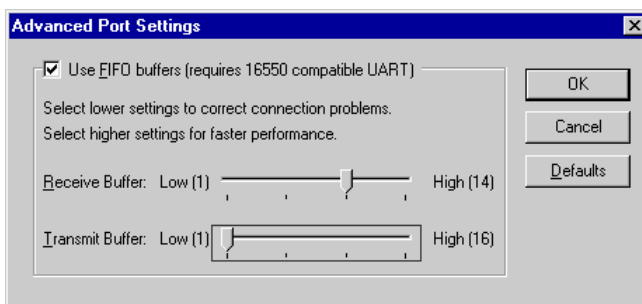 Advanced Port Settings
Use FIFO buffers (requires 16550 compatible UART)
Select lower settings to correct connection problems.
Select higher settings for faster performance.
Receive Buffer: Low (1) High (14)
Transmit Buffer: Low (1) High (16)
OK
Cancel
Defaults